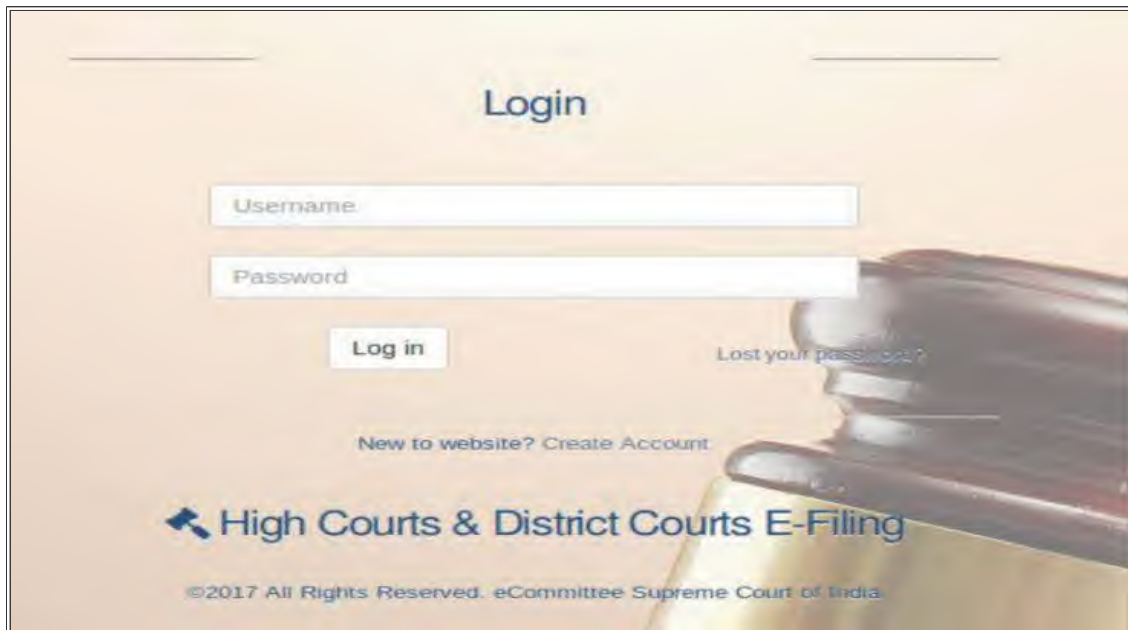 Login
Username
Password
Log in
Lost your password?
New to website? Create Account
High Courts & District Courts E-Filing
©2017 All Rights Reserved. eCommittee Supreme Court of India